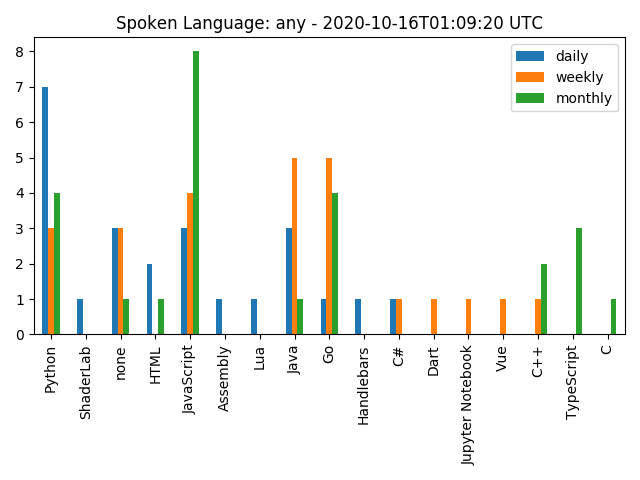 Spoken Language: any - 2020-10-16T01:09:20 UTC
daily
weekly
monthly
8
7
6
5
4
3
2
1
0
Python
ShaderLab
none
HTML
JavaScript
Assembly
Lua
Java
Go
Handlebars
C#
Dart
Jupyter Notebook
Vue
C++
TypeScript
C